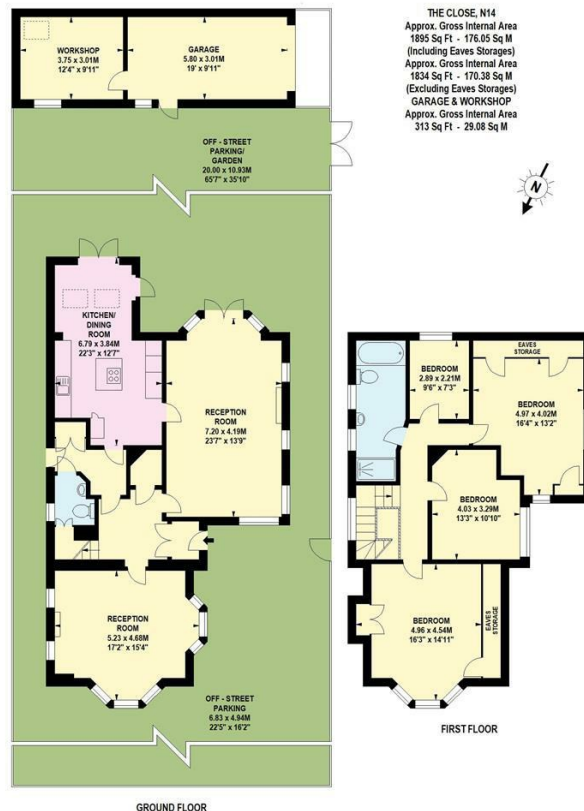 THE CLOSE, N14
Approx. Gross Internal Area
1895 Sq Ft - 176.05 Sq M
(Including Eaves Storages)
Approx. Gross Internal Area
1834 Sq Ft - 170.38 Sq M
(Excluding Eaves Storages)
GARAGE & WORKSHOP
Approx. Gross Internal Area
313 Sq Ft - 29.08 Sq M
N
WORKSHOP
3.75 x 3.01M
12'4" x 9'11"
GARAGE
5.80 x 3.01M
19' x 9'11"
OFF - STREET
PARKING/
GARDEN
20.00 x 10.93M
65'7" x 35'10"
KITCHEN/
DINING
ROOM
6.79 x 3.84M
22'3" x 12'7"
RECEPTION
ROOM
7.20 x 4.19M
23'7" x 13'9"
RECEPTION
ROOM
5.23 x 4.68M
17'2" x 15'4"
OFF - STREET
PARKING
6.83 x 4.94M
22'5" x 16'2"
GROUND FLOOR
EAVES
STORAGE
BEDROOM
2.89 x 2.21M
9'6" x 7'3"
BEDROOM
4.97 x 4.02M
16'4" x 13'2"
BEDROOM
4.03 x 3.29M
13'3" x 10'10"
BEDROOM
4.96 x 4.54M
16'3" x 14'11"
EAVES
STORAGE
FIRST FLOOR